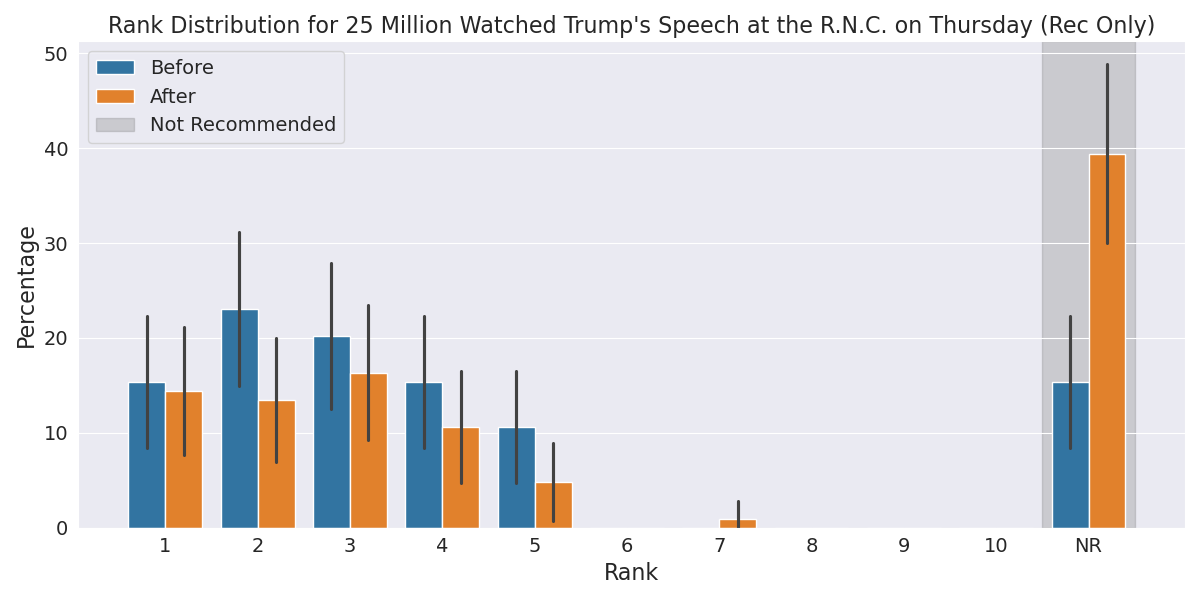 Rank Distribution for 25 Million Watched Trump's Speech at the R.N.C. on Thursday (Rec Only)
Before
After
Not Recommended
Percentage
50
40
30
20
10
0
1 2 3 4 5 6 7 8 9 10 NR
Rank